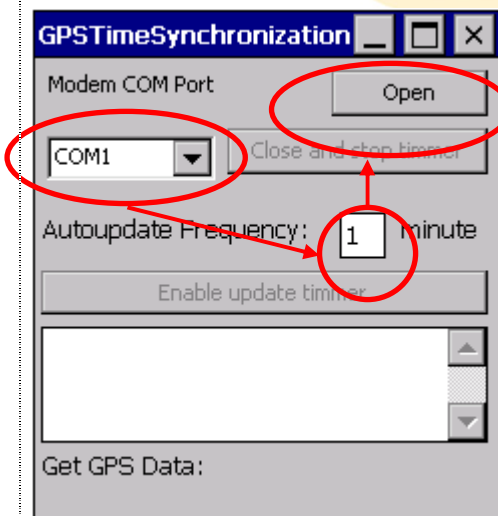 GPSTimeSynchronization
Modem COM Port
Open
COM1
Close and stop timmer
Autoupdate Frequency: 1 minute
Enable update timmer
Get GPS Data: